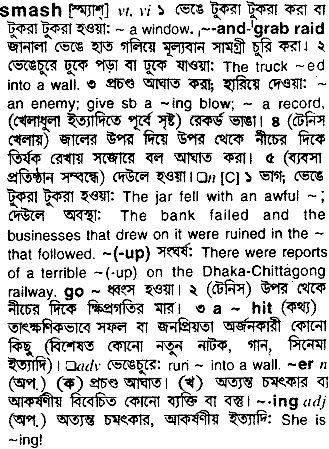 smash [স্ম্যাশ্] vt, vi ১ ভেঙে টুকরা টুকরা করা বা
টুকরা টুকরা হওয়া: ~ a window. ˌ~-and-ˈgrab raid
জানালা ভেঙে হাত গলিয়ে মূল্যবান সামগ্রী চুরি করা। ২
ভেঙেচুরে ঢুকে পড়া বা ঢুকে যাওয়া: The truck ~ed
into a wall. ৩ প্রচণ্ড আঘাত করা; হারিয়ে দেওয়া: ~
an enemy; give sb a ~ing blow; ~ a record,
(খেলাধুলা ইত্যাদিতে পূর্বে সৃষ্ট) রেকর্ড ভাঙা। ৪ (টেনিস
খেলায়) জালের উপর দিয়ে উপর থেকে নীচের দিকে
তির্যক রেখায় সজোরে বল আঘাত করা। ৫ (ব্যবসা
প্রতিষ্ঠান সম্বন্ধে) দেউলে হওয়া। □n [C] ১ ভাগ; ভেঙে
টুকরা টুকরা হওয়া: The jar fell with an awful ~;
দেউলে অবস্থা: The bank failed and the
businesses that drew on it were ruined in the ~
that followed. ~(-up) সংঘর্ষ: There were reports
of a terrible ~(-up) on the Dhaka-Chittagong
railway. go ~ ধ্বংস হওয়া। ২ (টেনিস) উপর থেকে
নীচের দিকে ক্ষিপ্রগতির মার। ৩ a ~ hit (কথ্য)
তাৎক্ষণিকভাবে সফল বা জনপ্রিয়তা অর্জনকারী কোনো
কিছু (বিশেষত কোনো নতুন নাটক, গান, সিনেমা
ইত্যাদি)। □adv ভেঙেচুরে: run ~ into a wall. ~er n
(অপ.) (ক) প্রচণ্ড আঘাত। (খ) অত্যন্ত চমৎকার বা
আকর্ষণীয় বিবেচিত কোনো ব্যক্তি বা বস্তু। ~ing adj
(অপ.) অত্যন্ত চমৎকার, আকর্ষণীয় ইত্যাদি: She is
~ing!